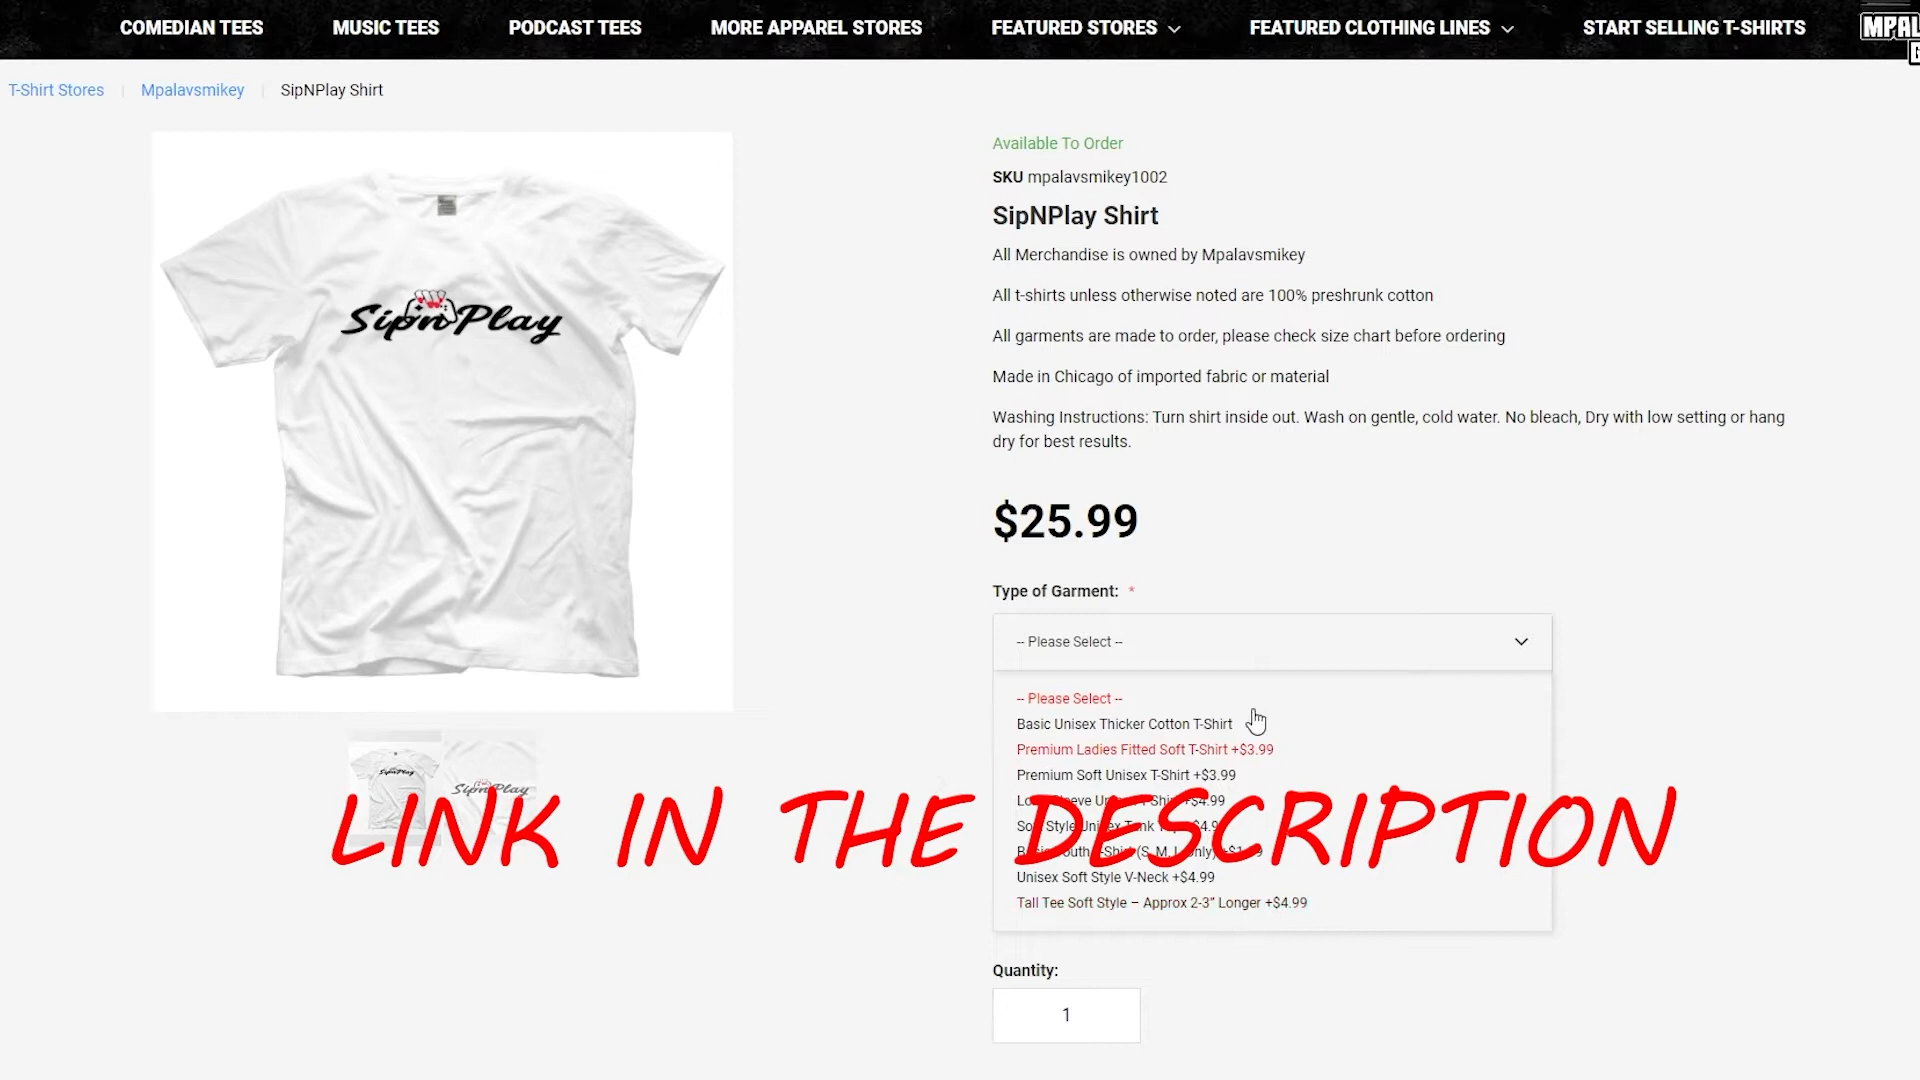 COMEDIAN TEES MUSIC TEES PODCAST TEES MORE APPAREL STORES FEATURED STORES FEATURED CLOTHING LINES START SELLING T-SHIRTS
T-Shirt Stores Mpalavsmikey SipNPlay Shirt
Available To Order
SKU mpalavsmikey1002
SipNPlay Shirt
All Merchandise is owned by Mpalavsmikey
All t-shirts unless otherwise noted are 100% preshrunk cotton
All garments are made to order, please check size chart before ordering
Made in Chicago of imported fabric or material
Washing Instructions: Turn shirt inside out. Wash on gentle, cold water. No bleach, Dry with low setting or hang
dry for best results.
SipnPlay
$25.99
Type of Garment: *
-- Please Select --
-- Please Select --
Basic Unisex Thicker Cotton T-Shirt
Premium Ladies Fitted Soft T-Shirt +$3.99
Premium Soft Unisex T-Shirt +$3.99
+$4.99
Style
(S, M, L Only)
Unisex Soft Style V-Neck +$4.99
Tall Tee Soft Style – Approx 2-3” Longer +$4.99
SipnPlay
SipnPlay
LINK IN THE DESCRIPTION
Quantity:
1